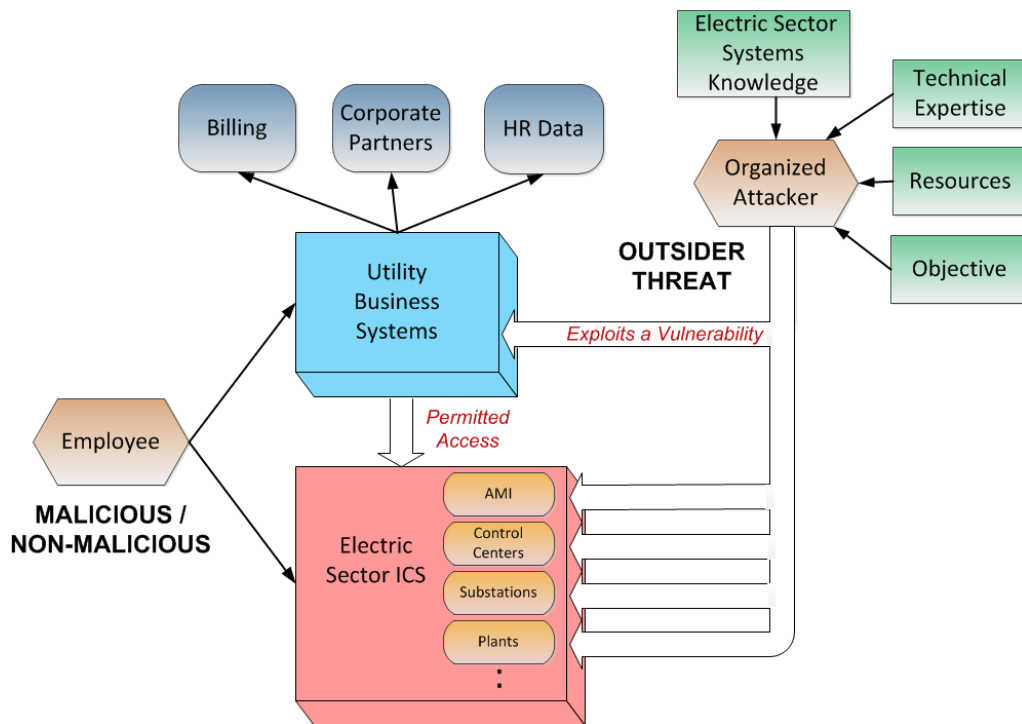 Electric Sector
Systems
Knowledge
Technical
Expertise
Billing
Corporate
Partners
HR Data
Organized
Attacker
Resources
OUTSIDER
THREAT
Objective
Utility
Business
Systems
Exploits a Vulnerability
Permitted
Access
Employee
MALICIOUS /
NON-MALICIOUS
Electric
Sector ICS
AMI
Control
Centers
Substations
Plants